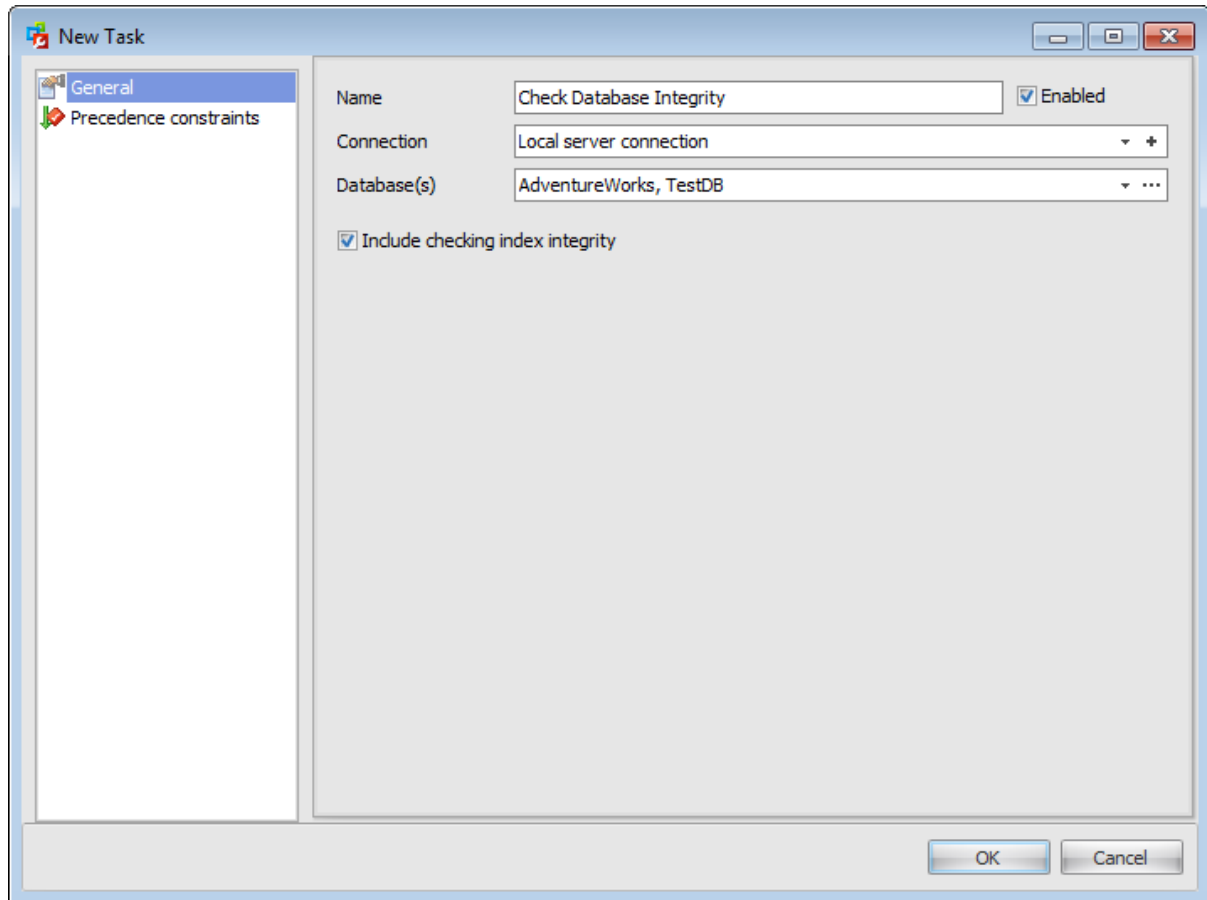 New Task
General
Precedence constraints
Name
Check Database Integrity
Enabled
Connection
Local server connection
Database(s)
AdventureWorks, TestDB
Include checking index integrity
OK
Cancel